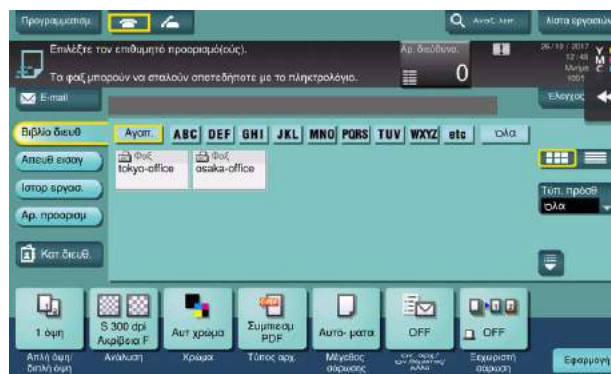 Προγραμματισμ.
Αναζ. λειτ.
Λίστα εργασιών
Επιλέξτε τον επιθυμητό προορισμό(ούς).
Τα φαξ μπορούν να σταλούν οποτεδήποτε με το πληκτρολόγιο.
Αρ. διεύθυνσ.
0
26/10/2017
12:48
Μνήμη
100%
Y
M
C
E-mail
Έλεγχος
Βιβλίο διευθ
Αγαπ.
ABC
DEF
GHI
JKL
MNO
PQRS
TUV
WXYZ
etc
Όλα
Απευθ εισαγ
Ιστορ εργασ.
Αρ. προορισμ
Κατ.διευθ.
Φαξ
tokyo-office
Φαξ
osaka-office
Τύπ. προσθ
Όλα
1 όψη
S 300 dpi
Ακρίβεια F
Αυτ χρώμα
Συμπιεσμ
PDF
Αυτό- ματα
OFF
OFF
Απλή όψη/
διπλή όψη
Ανάλυση
Χρώμα
Τύπος αρχ.
Μέγεθος
σάρωσης
Ξεχωριστή
σάρωση
Εφαρμογή